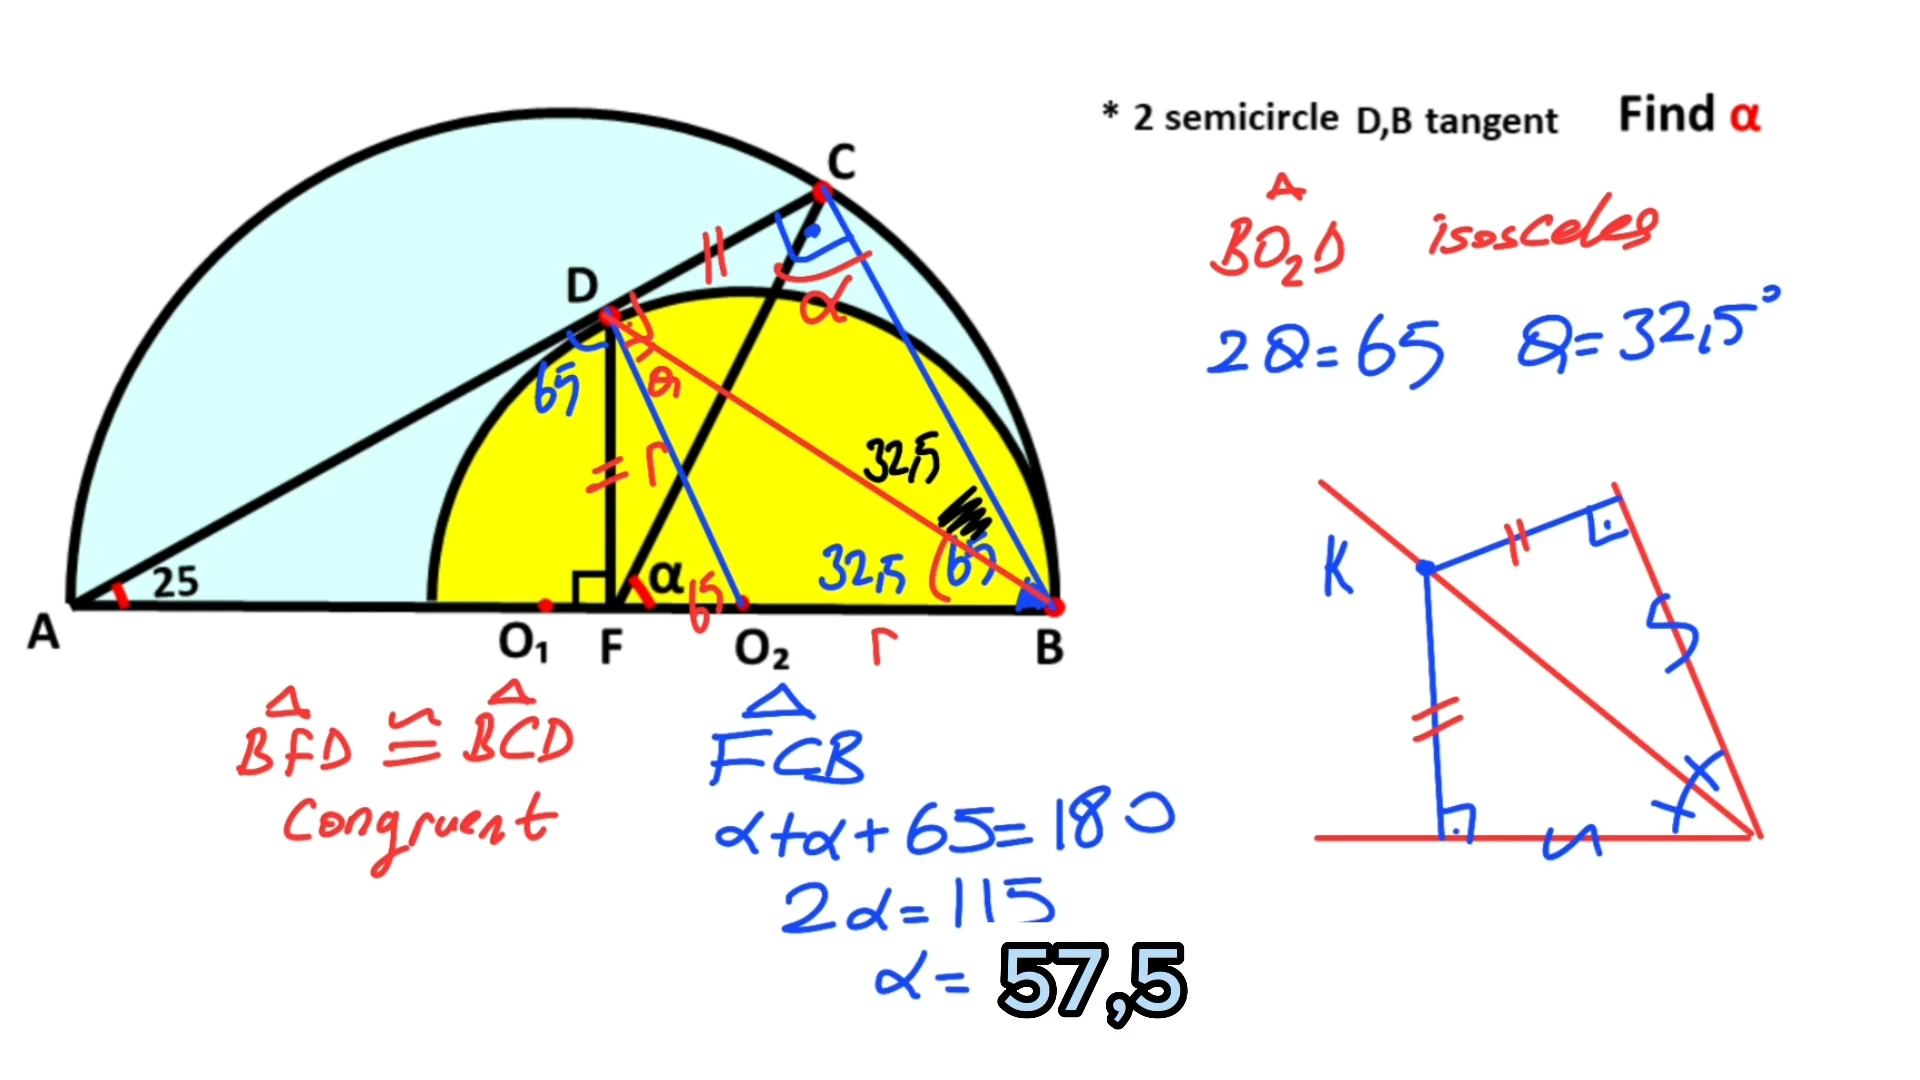 * 2 semicircle D,B tangent Find α
C
D
α
65
θ
r
32,5
25
α
65
32,5
65
A
O₁
F
O₂
r
B
BO₂D isosceles
2θ = 65 θ = 32,5°
K
BFD ≅ BCD
Congruent
FCB
α + α + 65 = 180
2α = 115
α = 57,5